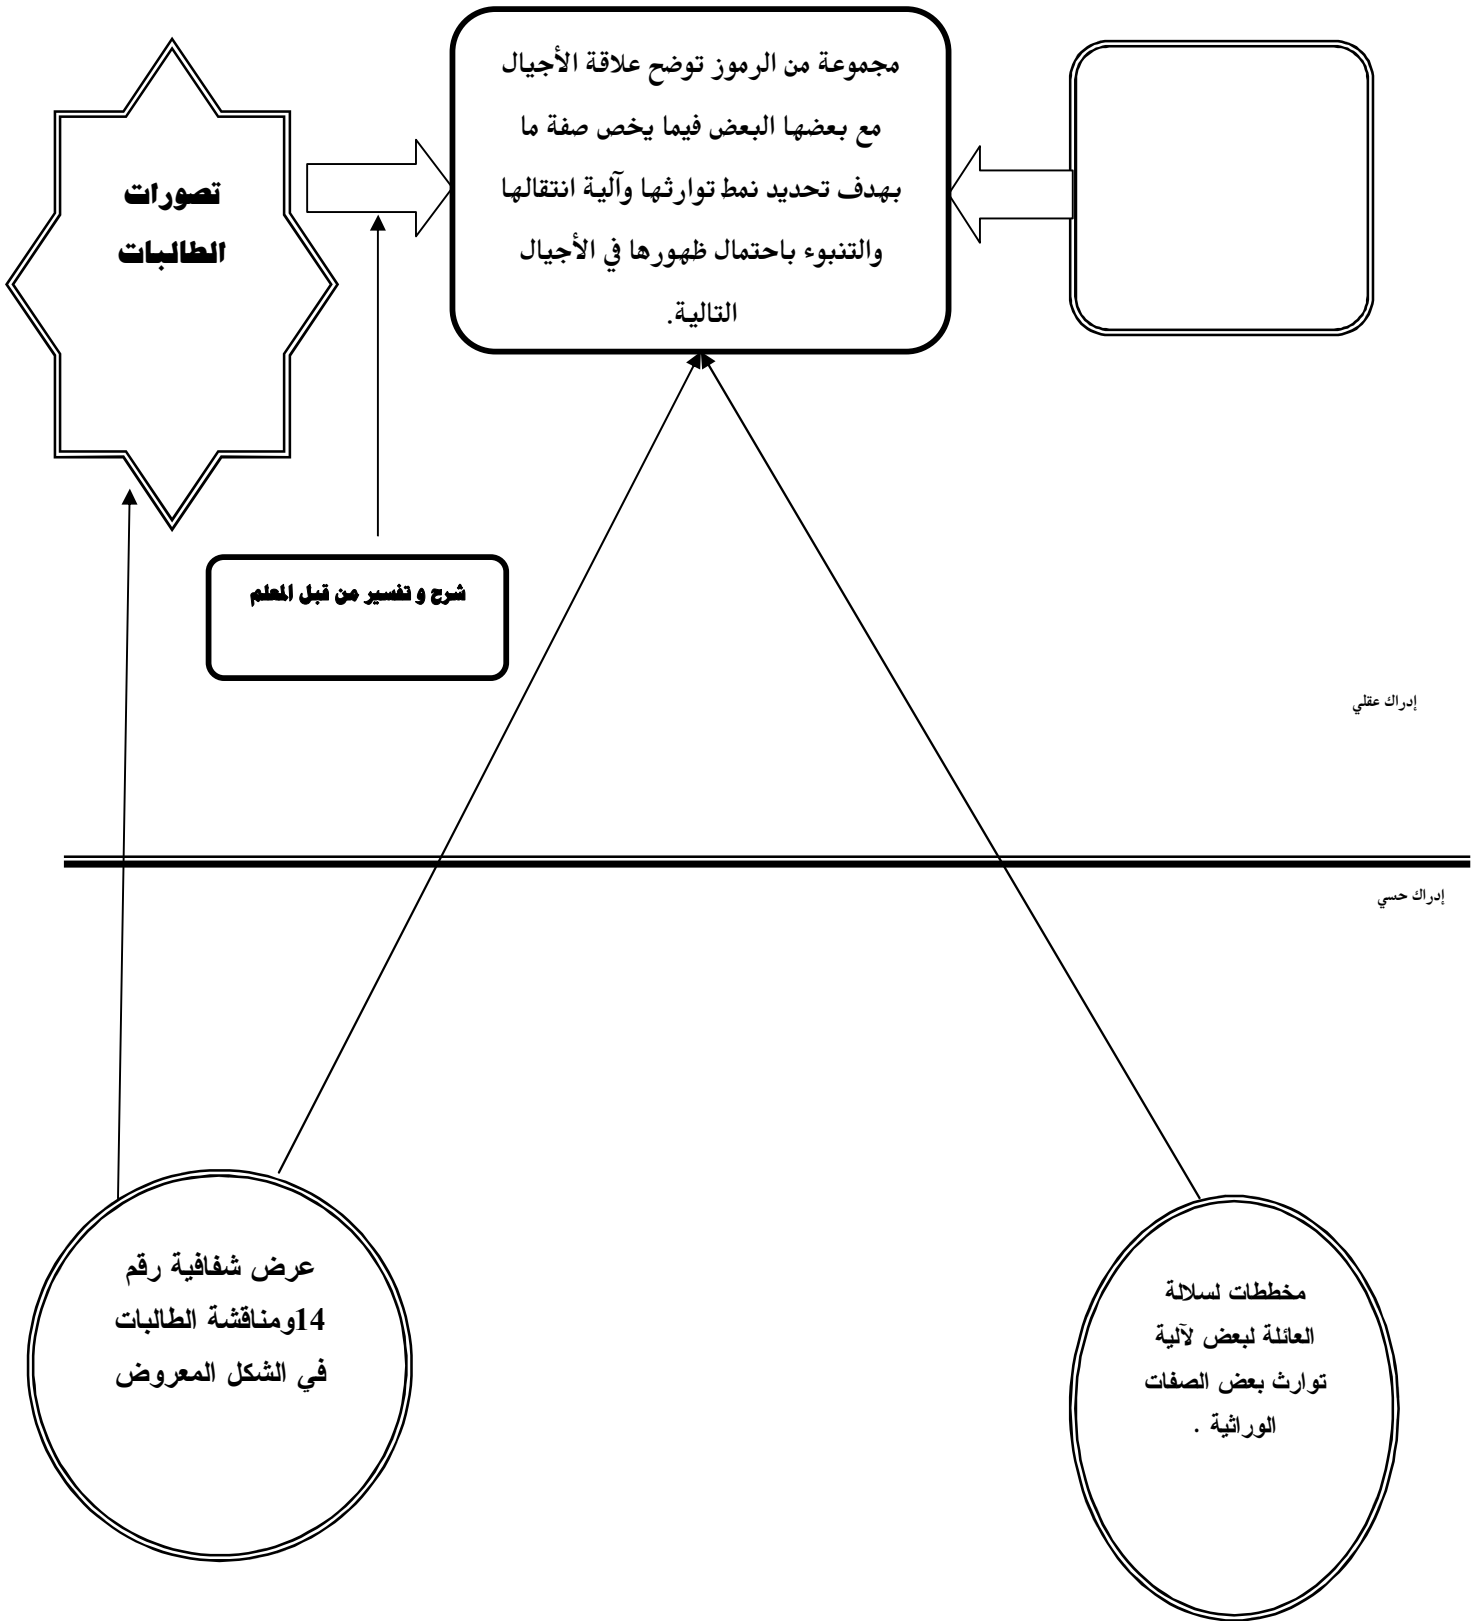 مجموعة من الرموز توضح علاقة الأجيال
مع بعضها البعض فيما يخص صفة ما
بهدف تحديد نمط توارثها وآلية انتقالها
والتنبوء باحتمال ظهورها في الأجيال
التالية.
تصورات
الطالبات
شرح و تفسير من قبل المعلم
إدراك عقلي
إدراك حسي
مخططات لسلالة
العائلة لبعض لآلية
توارث بعض الصفات
الوراثية .
عرض شفافية رقم
14ومناقشة الطالبات
في الشكل المعروض